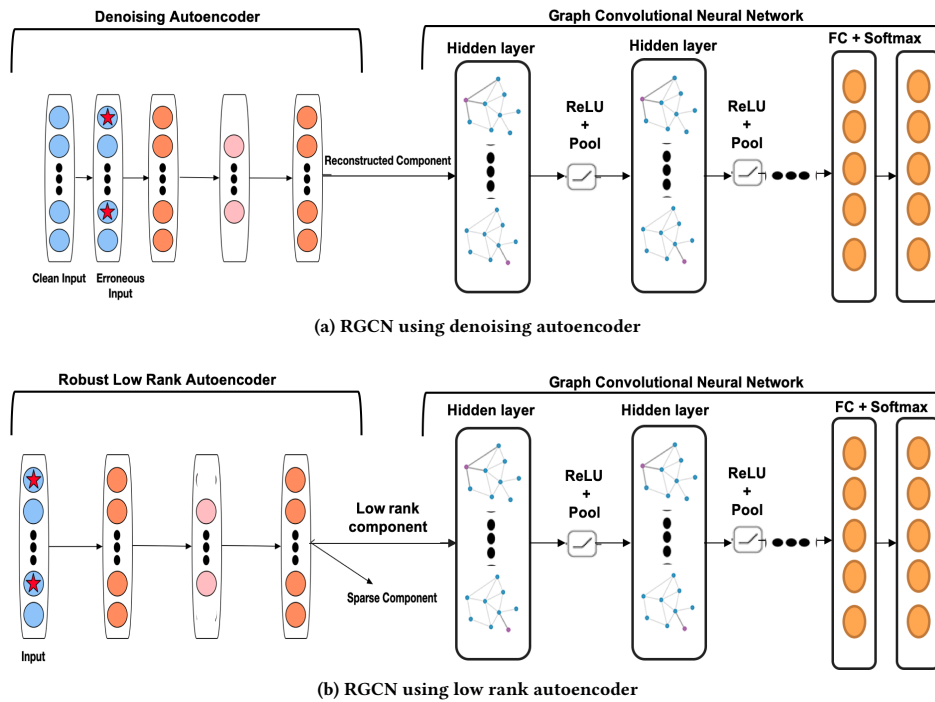 Denoising Autoencoder
Graph Convolutional Neural Network
Hidden layer
Hidden layer
FC + Softmax
ReLU
+
Pool
ReLU
+
Pool
Reconstructed Component
Clean Input
Erroneous
Input
(a) RGCN using denoising autoencoder
Robust Low Rank Autoencoder
Graph Convolutional Neural Network
Hidden layer
Hidden layer
FC + Softmax
ReLU
+
Pool
ReLU
+
Pool
Low rank
component
Sparse Component
Input
(b) RGCN using low rank autoencoder